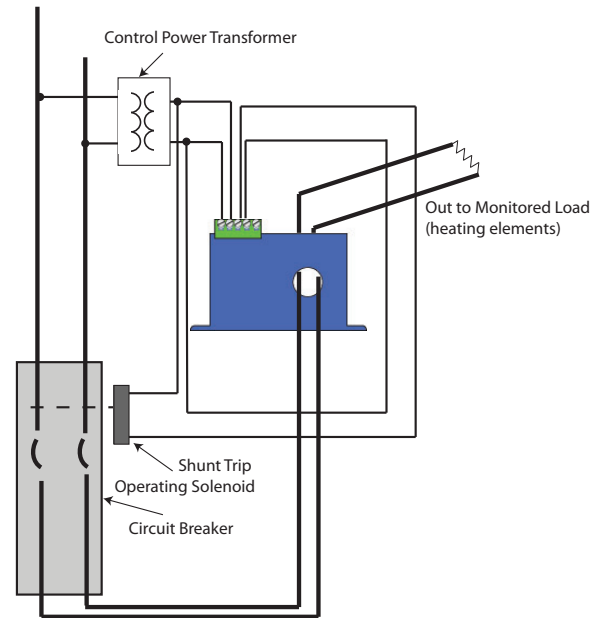 Control Power Transformer
Out to Monitored Load
(heating elements)
Shunt Trip
Operating Solenoid
Circuit Breaker